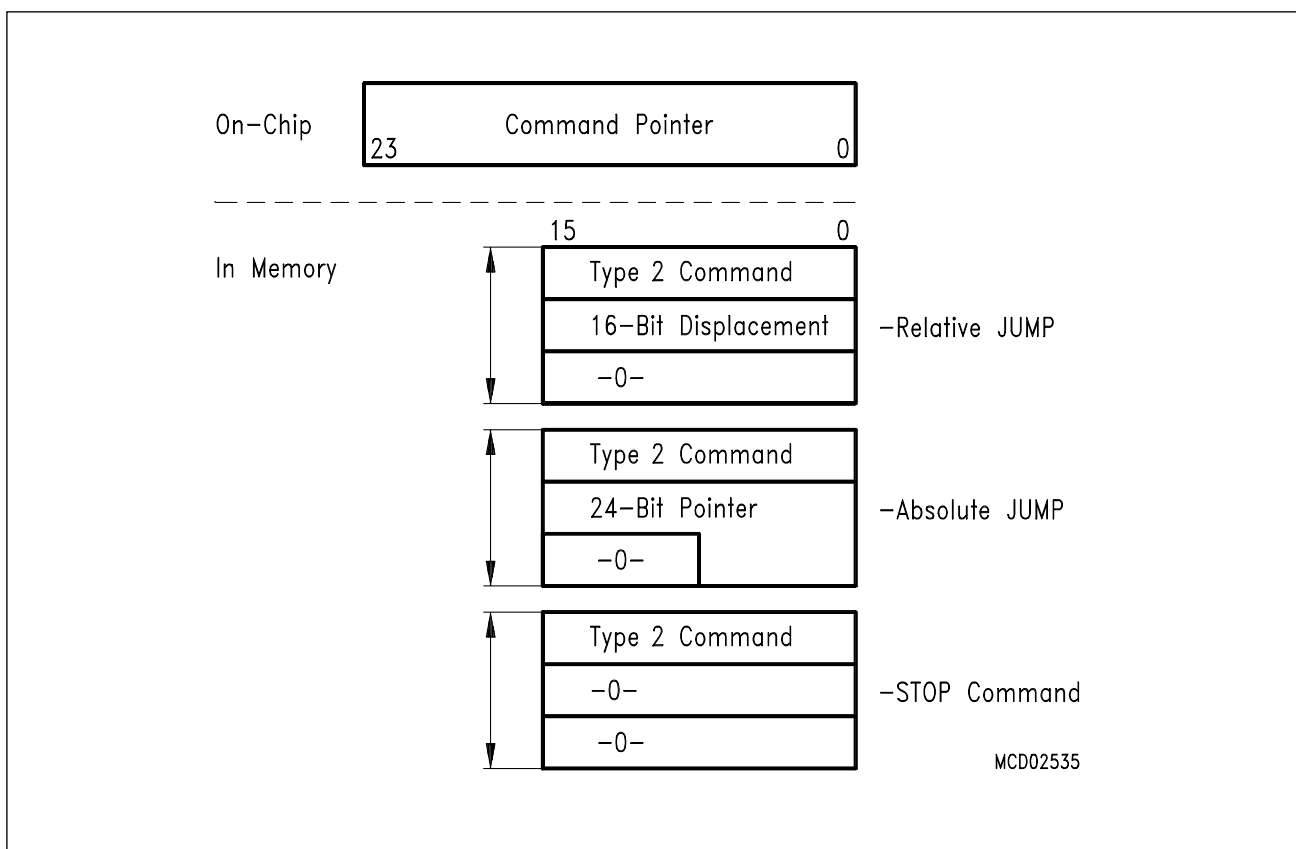 On-Chip
Command Pointer
23 0
15 0
In Memory
Type 2 Command
16-Bit Displacement
-0-
-Relative JUMP
Type 2 Command
24-Bit Pointer
-0-
-Absolute JUMP
Type 2 Command
-0-
-0-
-STOP Command
MCD02535